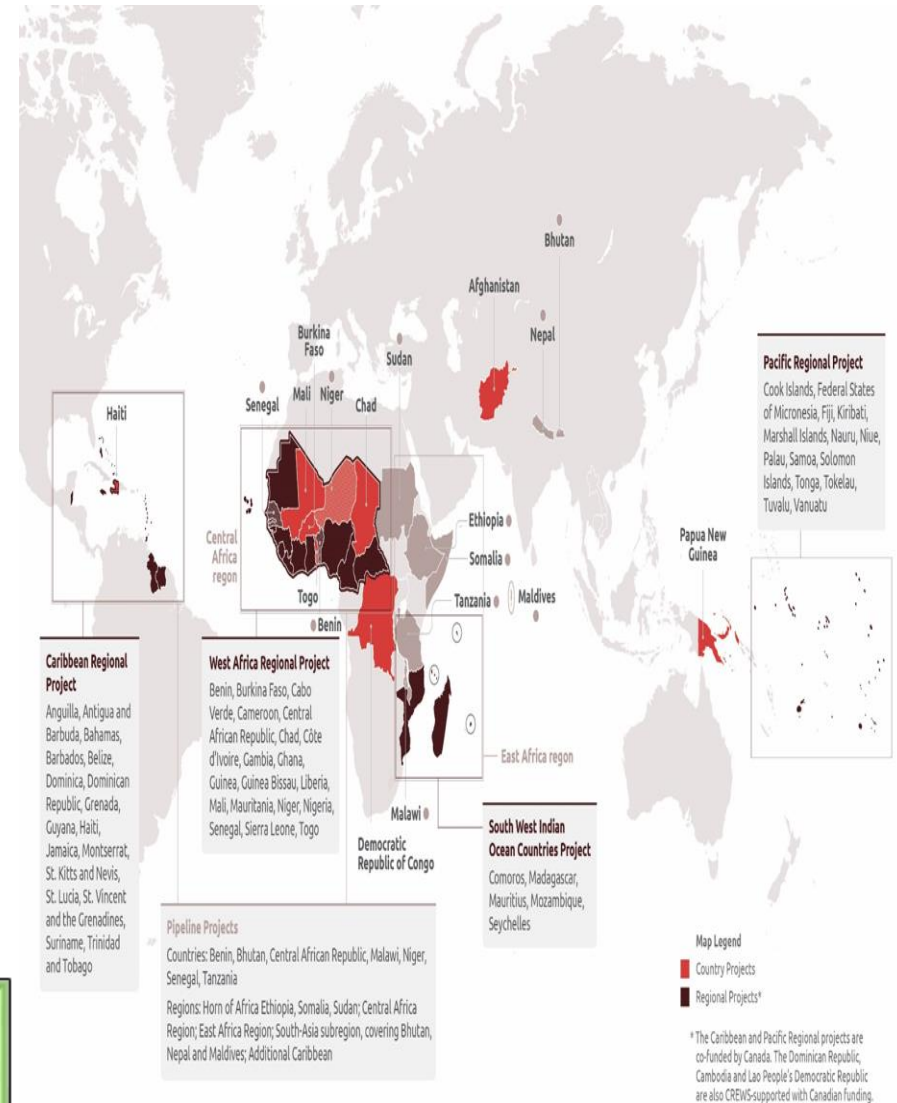 Bhutan
Afghanistan
Nepal
Burkina
Faso
Sudan
Senegal
Mali
Niger
Chad
Haiti
Central
Africa
regon
Ethiopia
Somalia
Tanzania
Maldives
Togo
Benin
Papua New
Guinea
Pacific Regional Project
Cook Islands, Federal States
of Micronesia, Fiji, Kiribati,
Marshall Islands, Nauru, Niue,
Palau, Samoa, Solomon
Islands, Tonga, Tokelau,
Tuvalu, Vanuatu
Caribbean Regional
Project
Anguilla, Antigua and
Barbuda, Bahamas,
Barbados, Belize,
Dominica, Dominican
Republic, Grenada,
Guyana, Haiti,
Jamaica, Montserrat,
St. Kitts and Nevis,
St. Lucia, St. Vincent
and the Grenadines,
Suriname, Trinidad
and Tobago
West Africa Regional Project
Benin, Burkina Faso, Cabo
Verde, Cameroon, Central
African Republic, Chad, Côte
d'Ivoire, Gambia, Ghana,
Guinea, Guinea Bissau, Liberia,
Mali, Mauritania, Niger, Nigeria,
Senegal, Sierra Leone, Togo
East Africa regon
Malawi
Democratic
Republic of Congo
South West Indian
Ocean Countries Project
Comoros, Madagascar,
Mauritius, Mozambique,
Seychelles
Pipeline Projects
Countries: Benin, Bhutan, Central African Republic, Malawi, Niger,
Senegal, Tanzania
Regions: Horn of Africa Ethiopia, Somalia, Sudan; Central Africa
Region; East Africa Region; South-Asia subregion, covering Bhutan,
Nepal and Maldives; Additional Caribbean
Map Legend
Country Projects
Regional Projects*
* The Caribbean and Pacific Regional projects are
co-funded by Canada. The Dominican Republic,
Cambodia and Lao People's Democratic Republic
are also CREWS-supported with Canadian funding.